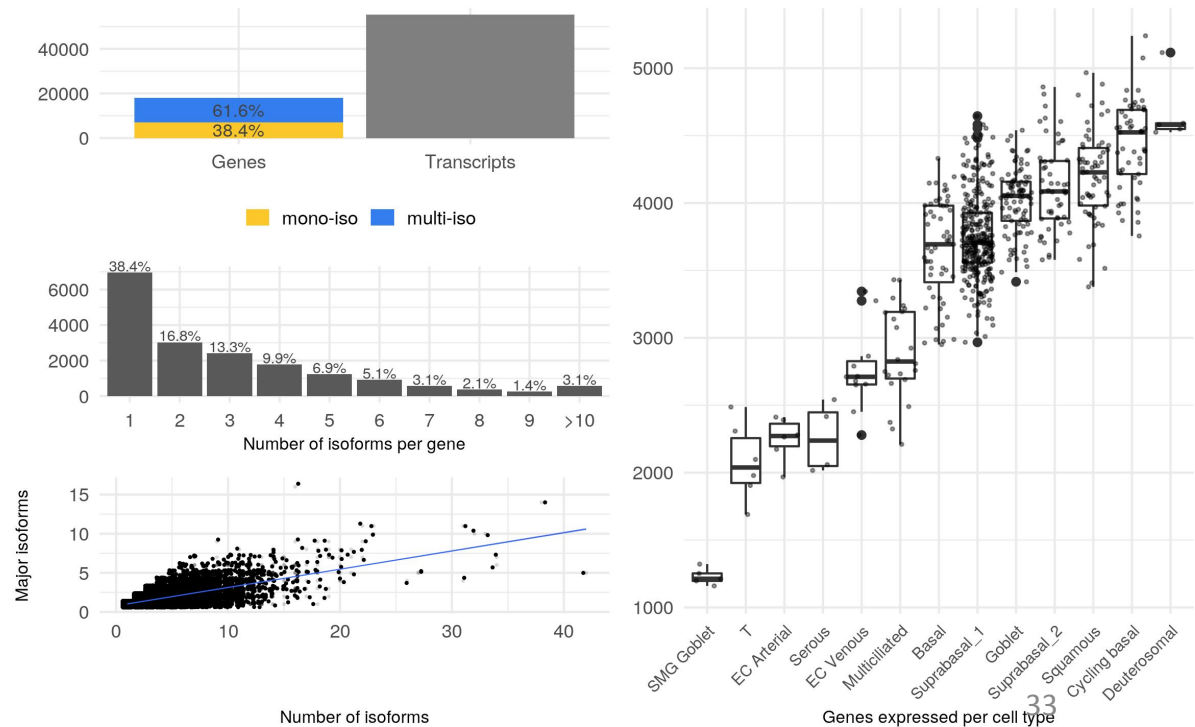 40000
20000
0
61.6%
38.4%
Genes
Transcripts
mono-iso
multi-iso
6000
4000
2000
0
38.4%
16.8%
13.3%
9.9%
6.9%
5.1%
3.1%
2.1%
1.4%
3.1%
1
2
3
4
5
6
7
8
9
>10
Number of isoforms per gene
Major isoforms
15
10
5
0
0
10
20
30
40
Number of isoforms
5000
4000
3000
2000
1000
SMG Goblet
T
EC Arterial
Serous
EC Venous
Multiciliated
Basal
Suprabasal_1
Goblet
Suprabasal_2
Squamous
Cycling basal
Deuterosomal
Genes expressed per cell type
33